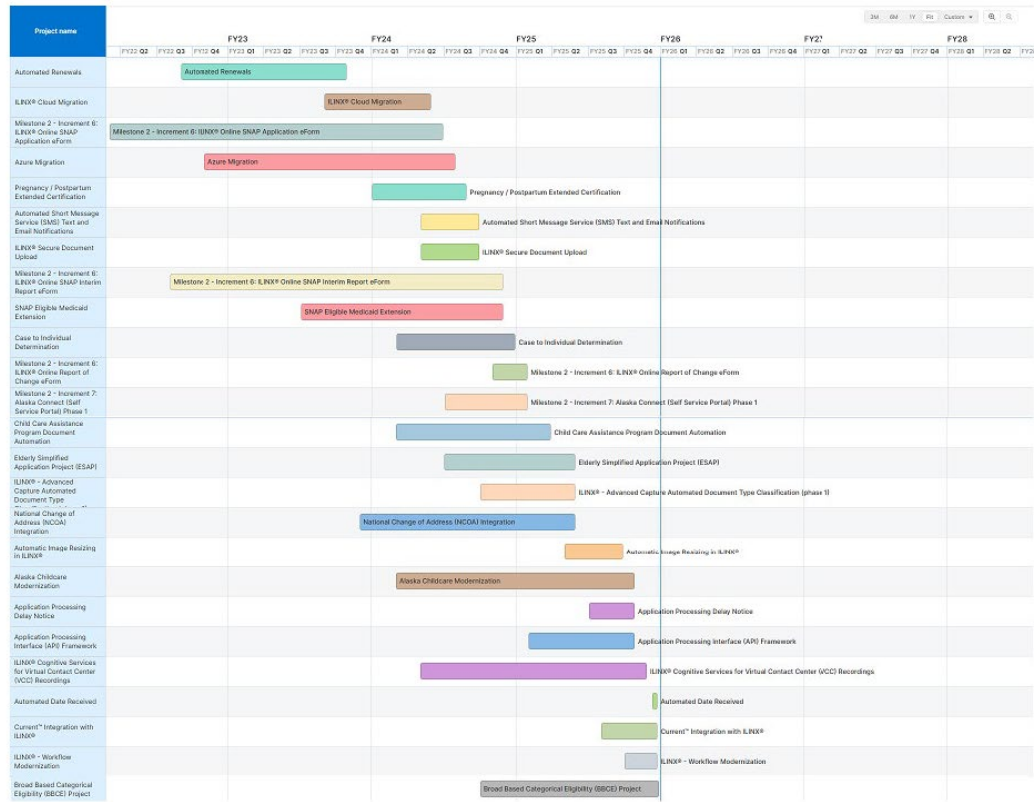 Project name
3M 6M 1Y Fit Custom
FY23 FY24 FY25 FY26 FY27 FY28
FY22 Q2 FY22 Q3 FY22 Q4 FY23 Q1 FY23 Q2 FY23 Q3 FY23 Q4 FY24 Q1 FY24 Q2 FY24 Q3 FY24 Q4 FY25 Q1 FY25 Q2 FY25 Q3 FY25 Q4 FY26 Q1 FY26 Q2 FY26 Q3 FY26 Q4 FY27 Q1 FY27 Q2 FY27 Q3 FY27 Q4 FY28 Q1 FY28 Q2
Automated Renewals
Automated Renewals
ILINX® Cloud Migration
ILINX® Cloud Migration
Milestone 2 - Increment 6:
ILINX® Online SNAP
Application eForm
Milestone 2 - Increment 6: ILINX® Online SNAP Application eForm
Azure Migration
Azure Migration
Pregnancy / Postpartum
Extended Certification
Pregnancy / Postpartum Extended Certification
Automated Short Message
Service (SMS) Text and
Email Notifications
Automated Short Message Service (SMS) Text and Email Notifications
ILINX® Secure Document
Upload
ILINX® Secure Document Upload
Milestone 2 - Increment 6:
ILINX® Online SNAP Interim
Report eForm
Milestone 2 - Increment 6: ILINX® Online SNAP Interim Report eForm
SNAP Eligible Medicaid
Extension
SNAP Eligible Medicaid Extension
Case to Individual
Determination
Case to Individual Determination
Milestone 2 - Increment 6:
ILINX® Online Report of
Change eForm
Milestone 2 - Increment 6: ILINX® Online Report of Change eForm
Milestone 2 - Increment 7:
Alaska Connect (Self
Service Portal) Phase 1
Milestone 2 - Increment 7: Alaska Connect (Self Service Portal) Phase 1
Child Care Assistance
Program Document
Automation
Child Care Assistance Program Document Automation
Elderly Simplified
Application Project (ESAP)
Elderly Simplified Application Project (ESAP)
ILINX® - Advanced
Capture Automated
Document Type
ILINX® - Advanced Capture Automated Document Type Classification (phase 1)
National Change of
Address (NCOA)
Integration
National Change of Address (NCOA) Integration
Automatic Image Resizing
in ILINX®
Automatic Image Resizing in ILINX®
Alaska Childcare
Modernization
Alaska Childcare Modernization
Application Processing
Delay Notice
Application Processing Delay Notice
Application Processing
Interface (API) Framework
Application Processing Interface (API) Framework
ILINX® Cognitive Services
for Virtual Contact Center
(VCC) Recordings
ILINX® Cognitive Services for Virtual Contact Center (VCC) Recordings
Automated Date Received
Automated Date Received
Current™ Integration with
ILINX®
Current™ Integration with ILINX®
ILINX® - Workflow
Modernization
ILINX® - Workflow Modernization
Broad Based Categorical
Eligibility (BBCE) Project
Broad Based Categorical Eligibility (BBCE) Project